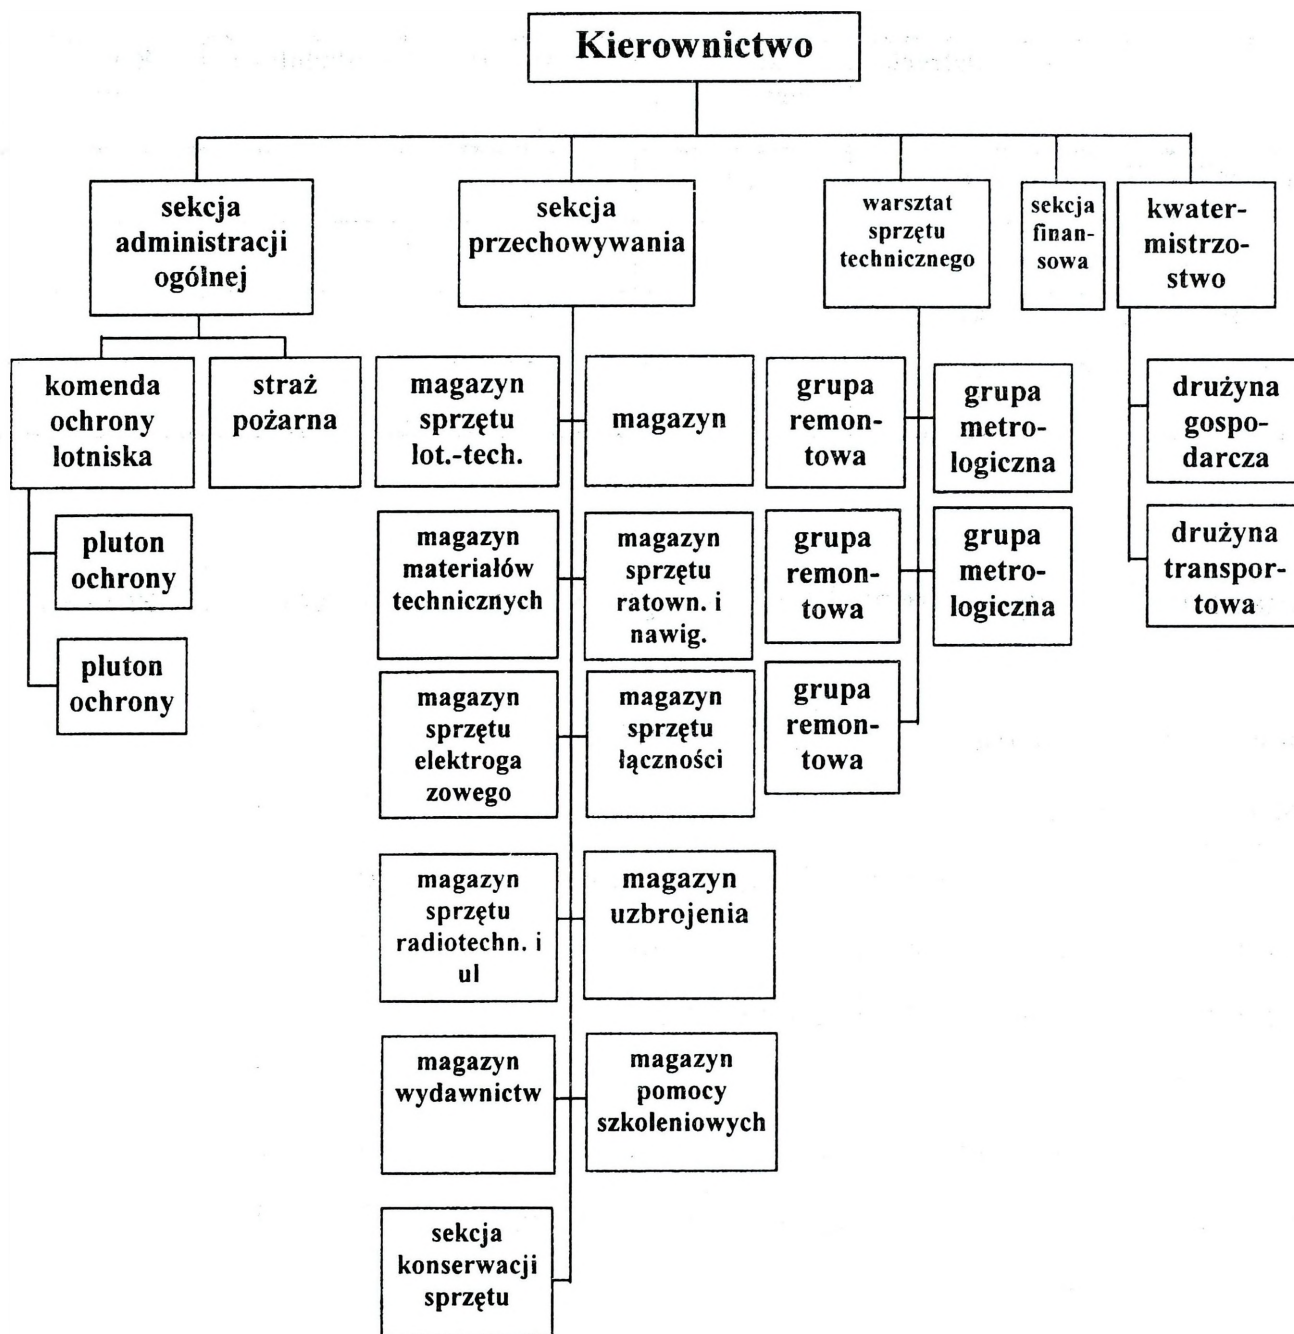 Kierownictwo
sekcja
administracji
ogólnej
sekcja
przechowywania
warsztat
sprzętu
technicznego
sekcja
finan-
sowa
kwater-
mistrzo-
stwo
komenda
ochrony
lotniska
straż
pożarna
magazyn
sprzętu
lot.-tech.
magazyn
grupa
remon-
towa
grupa
metro-
logiczna
drużyna
gospo-
darcza
pluton
ochrony
magazyn
materiałów
technicznych
magazyn
sprzętu
ratown. i
nawig.
grupa
remon-
towa
grupa
metro-
logiczna
drużyna
transpor-
towa
pluton
ochrony
magazyn
sprzętu
elektroga
zowego
magazyn
sprzętu
łączności
grupa
remon-
towa
magazyn
sprzętu
radiotechn. i
ul
magazyn
uzbrojenia
magazyn
wydawnictw
magazyn
pomocy
szkoleniowych
sekcja
konserwacji
sprzętu